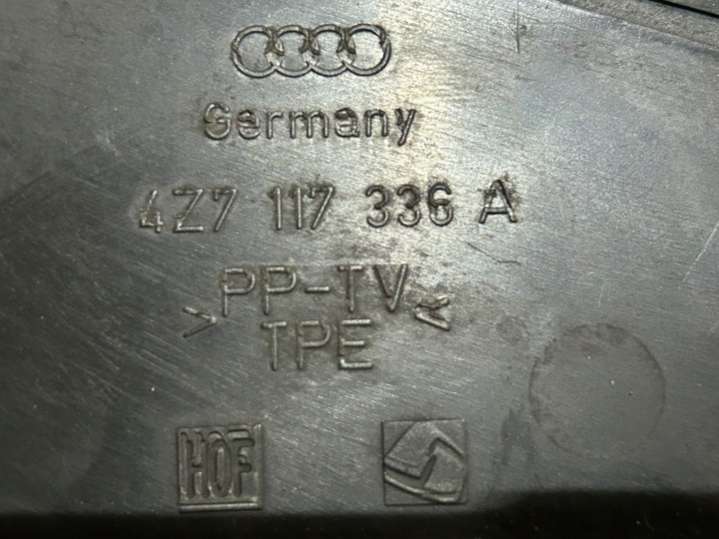 Germany
4Z7 117 336 A
>PP-TV<
TPE
HOF